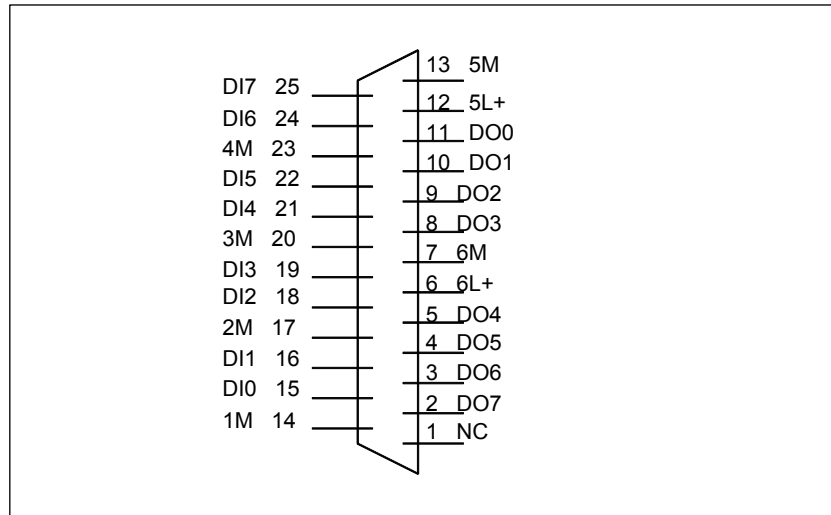 DI7 25
DI6 24
4M 23
DI5 22
DI4 21
3M 20
DI3 19
DI2 18
2M 17
DI1 16
DI0 15
1M 14
13 5M
12 5L+
11 DO0
10 DO1
9 DO2
8 DO3
7 6M
6 6L+
5 DO4
4 DO5
3 DO6
2 DO7
1 NC